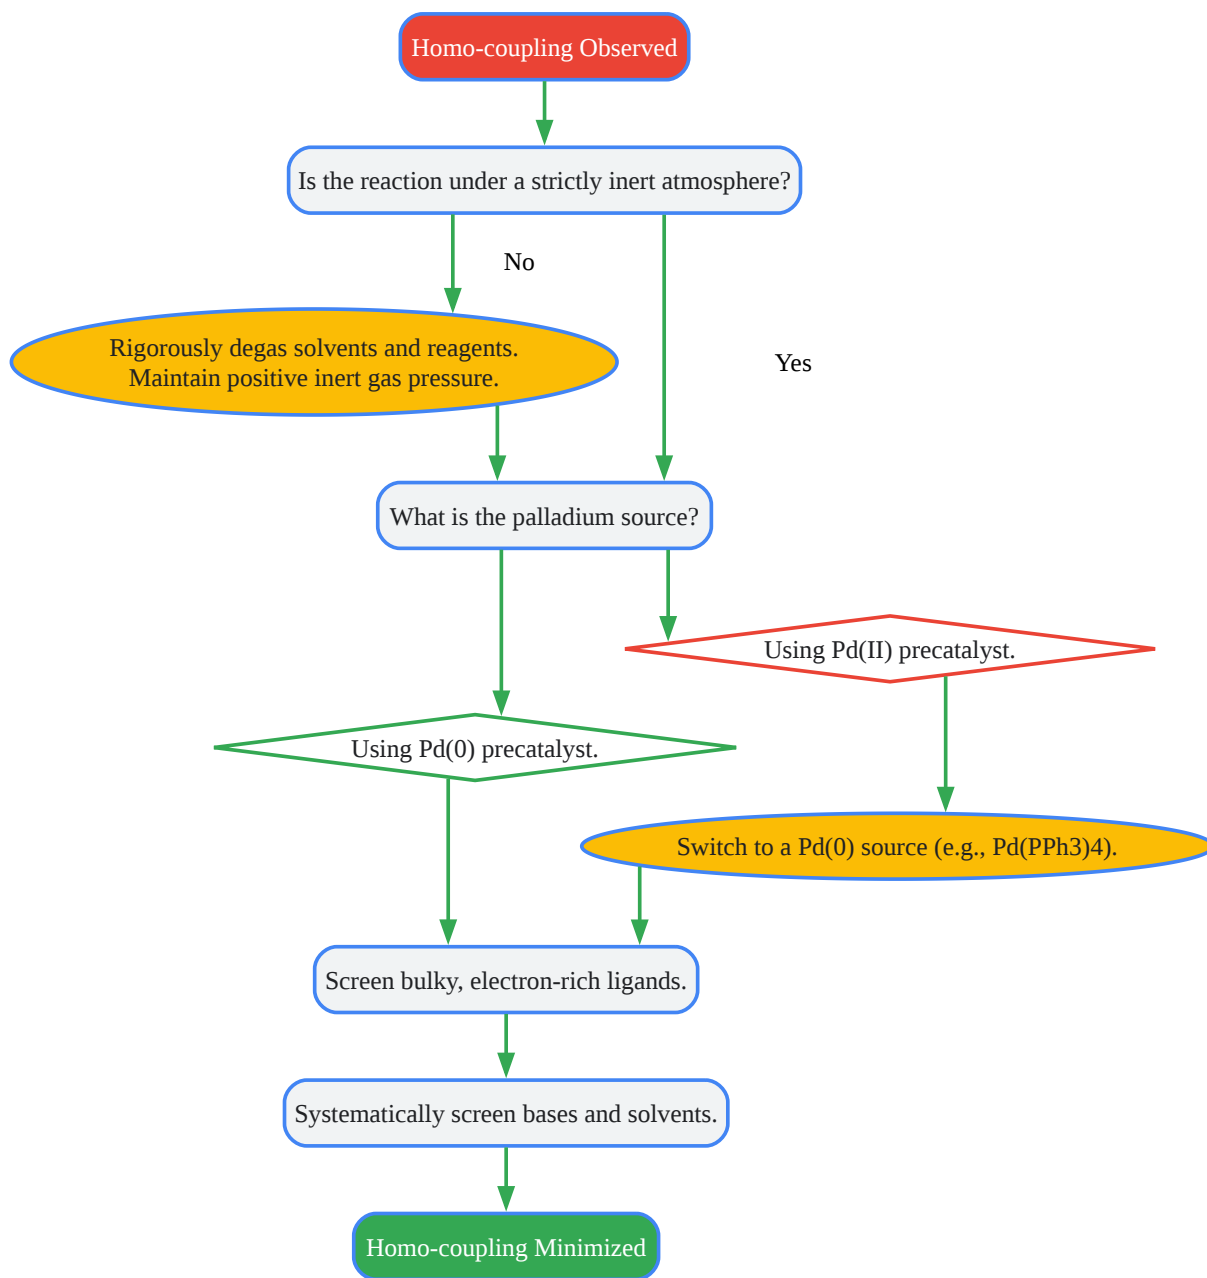 Homo-coupling Observed
Is the reaction under a strictly inert atmosphere?
No
Rigorously degas solvents and reagents.
Maintain positive inert gas pressure.
Yes
What is the palladium source?
Using Pd(II) precatalyst.
Using Pd(0) precatalyst.
Switch to a Pd(0) source (e.g., Pd(PPh3)4).
Screen bulky, electron-rich ligands.
Systematically screen bases and solvents.
Homo-coupling Minimized